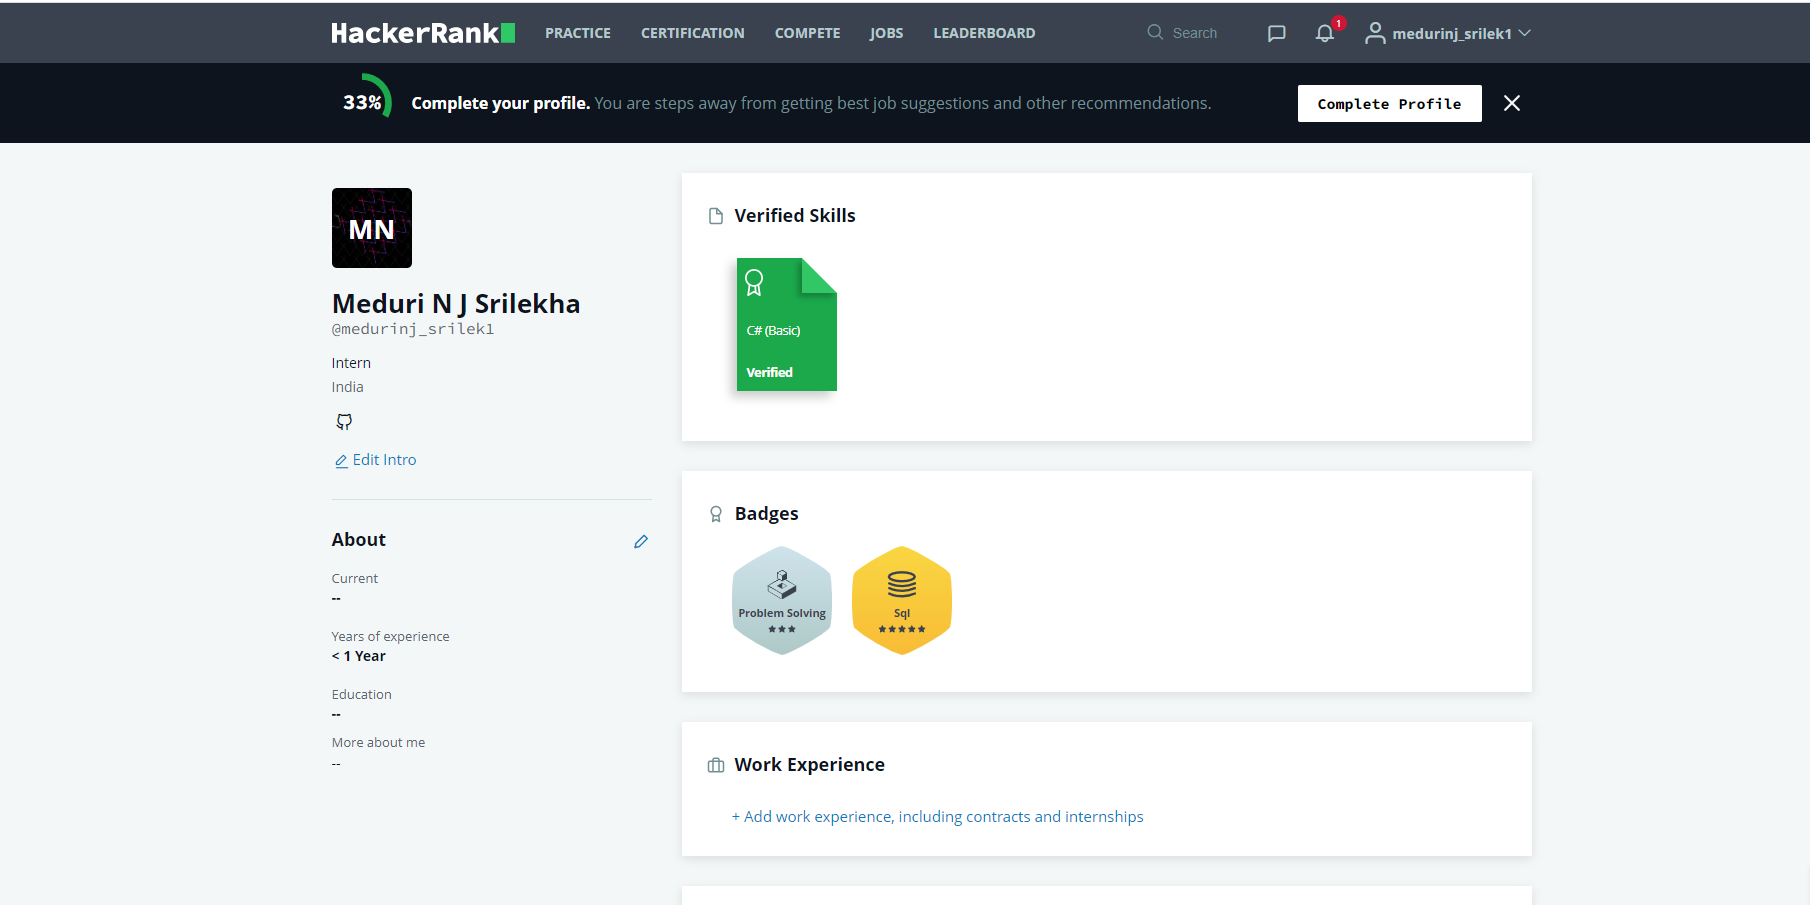 HackerRank PRACTICE CERTIFICATION COMPETE JOBS LEADERBOARD Search 1 medurinj_srilek1
33% Complete your profile. You are steps away from getting best job suggestions and other recommendations. Complete Profile
MN
Meduri N J Srilekha
@medurinj_srilek1
Intern
India
Edit Intro
About
Current
--
Years of experience
< 1 Year
Education
--
More about me
--
Verified Skills
C# (Basic)
Verified
Badges
Problem Solving
Sql
Work Experience
+ Add work experience, including contracts and internships